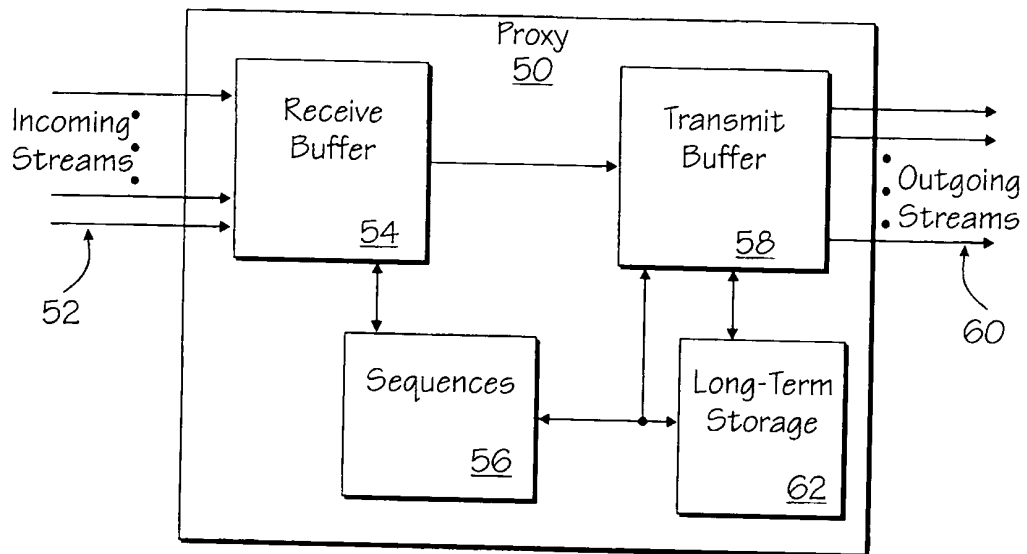 Proxy
50
Incoming
Streams
Receive
Buffer
54
Transmit
Buffer
58
Outgoing
Streams
52
60
Sequences
56
Long-Term
Storage
62